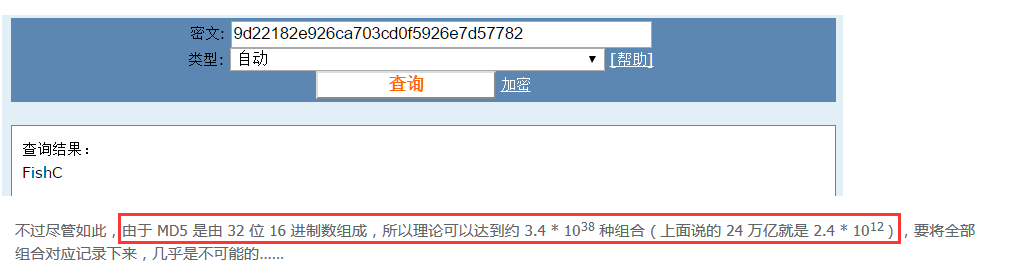 密文: 9d22182e926ca703cd0f5926e7d57782
类型: 自动 ▼ [帮助]
查询 加密
查询结果：
FishC
不过尽管如此，由于 MD5 是由 32 位 16 进制数组成，所以理论可以达到约 3.4 * 10³⁸ 种组合（上面说的 24 万亿就是 2.4 * 10¹²），要将全部
组合对应记录下来，几乎是不可能的……